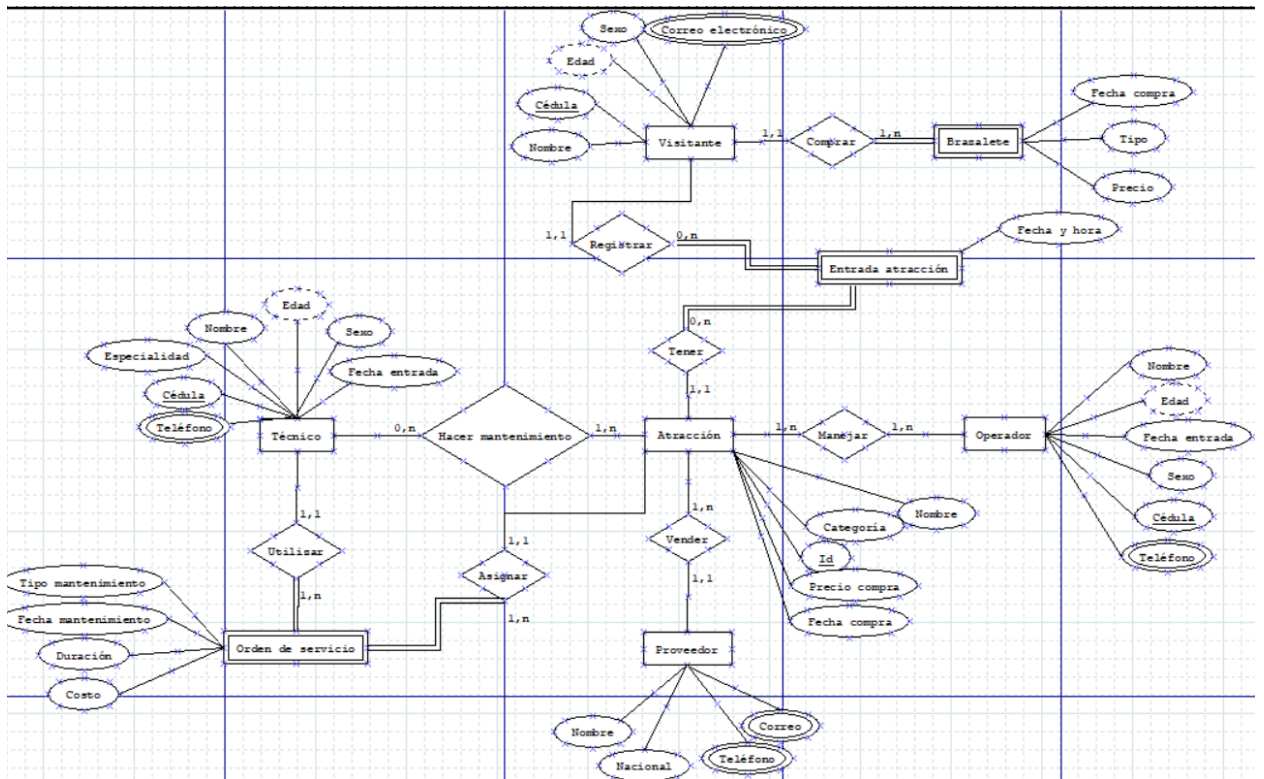 Sexo
Correo electrónico
Edad
Cédula
Nombre
Visitante
1,1
Comprar
1,n
Brasalete
Fecha compra
Tipo
Precio
1,1
Registrar
0,n
Entrada atracción
Fecha y hora
0,n
Tener
1,1
Edad
Nombre
Sexo
Especialidad
Fecha entrada
Cédula
Teléfono
Técnico
0,n
Hacer mantenimiento
1,n
Atracción
1,n
Manejar
1,n
Operador
Nombre
Edad
Fecha entrada
Sexo
Cédula
Teléfono
Nombre
Categoría
Id
Precio compra
Fecha compra
1,n
Vender
1,1
Proveedor
Nombre
Nacional
Teléfono
Correo
1,1
Utilizar
1,n
1,1
Asignar
1,n
Tipo mantenimiento
Fecha mantenimiento
Duración
Costo
Orden de servicio